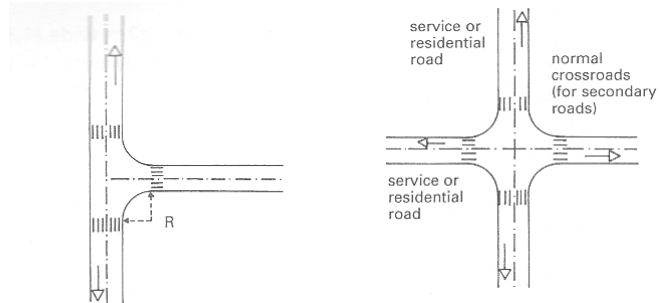 service or
residential
road
normal
crossroads
(for secondary
roads)
service or
residential
road
R